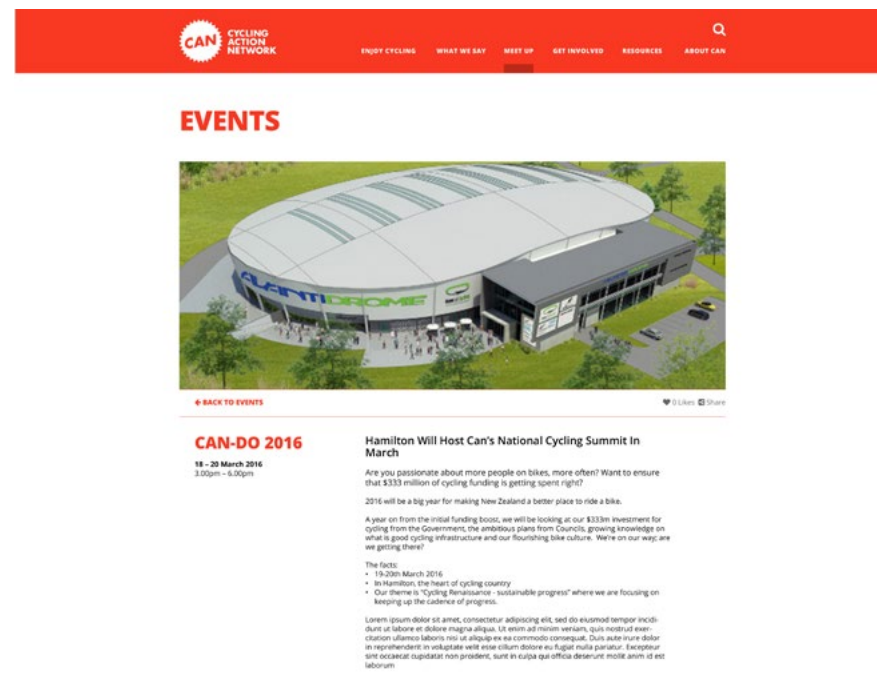 CAN CYCLING
ACTION
NETWORK
ENJOY CYCLING WHAT WE SAY MEET UP GET INVOLVED RESOURCES ABOUT CAN
EVENTS
AVANTIDROME
BACK TO EVENTS
0 Likes Share
CAN-DO 2016
18 – 20 March 2016
3.00pm – 6.00pm
Hamilton Will Host Can's National Cycling Summit In
March
Are you passionate about more people on bikes, more often? Want to ensure
that $333 million of cycling funding is getting spent right?
2016 will be a big year for making New Zealand a better place to ride a bike.
A year on from the initial funding boost, we will be looking at our $333m investment for
cycling from the Government, the ambitious plans from Councils, growing knowledge on
what is good cycling infrastructure and our flourishing bike culture. We're on our way; are
we getting there?
The facts:
• 19-20th March 2016
• In Hamilton, the heart of cycling country
• Our theme is "Cycling Renaissance - sustainable progress" where we are focusing on
keeping up the cadence of progress.
Lorem ipsum dolor sit amet, consectetur adipiscing elit, sed do eiusmod tempor incidi-
dunt ut labore et dolore magna aliqua. Ut enim ad minim veniam, quis nostrud exer-
citation ullamco laboris nisi ut aliquip ex ea commodo consequat. Duis aute irure dolor
in reprehenderit in voluptate velit esse cillum dolore eu fugiat nulla pariatur. Excepteur
sint occaecat cupidatat non proident, sunt in culpa qui officia deserunt mollit anim id est
laborum